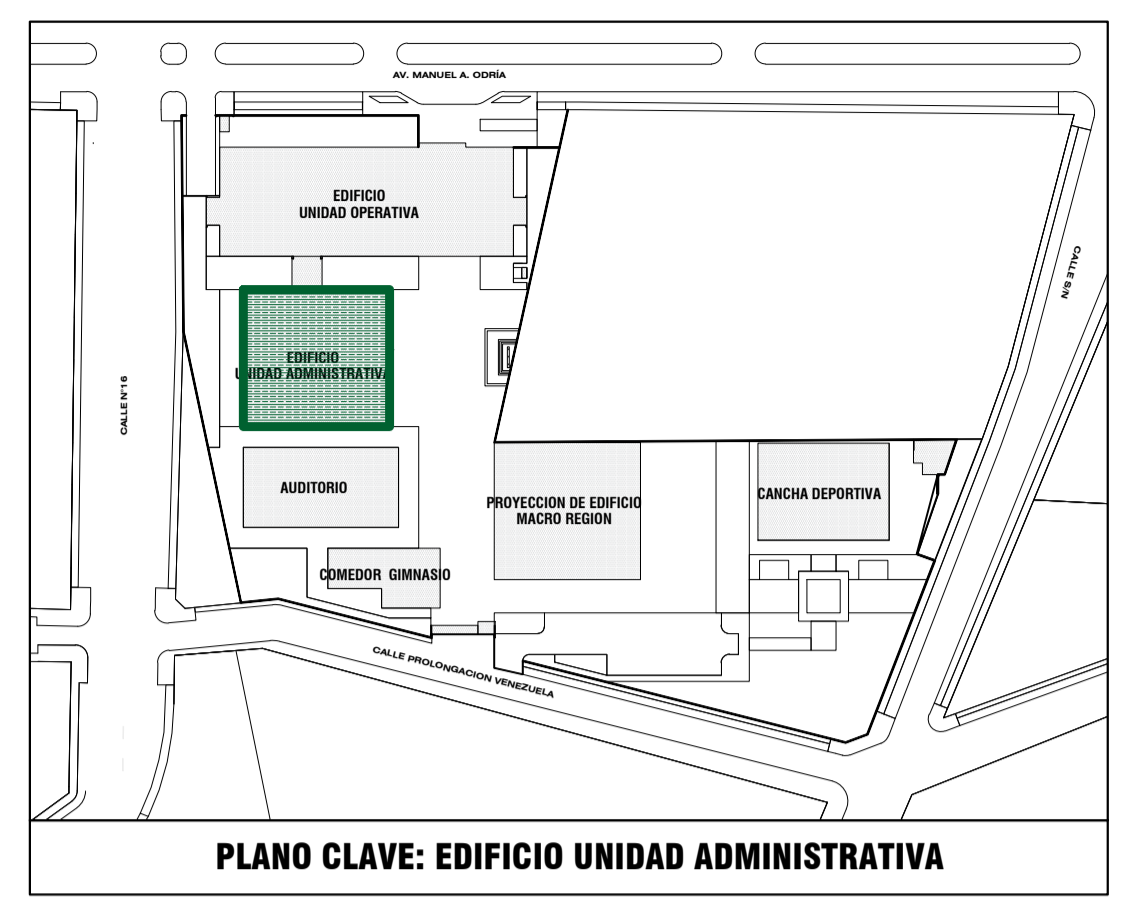 AV. MANUEL A. ODRÍA
EDIFICIO
UNIDAD OPERATIVA
CALLE S/N
EDIFICIO
UNIDAD ADMINISTRATIVA
CALLE N°16
AUDITORIO
PROYECCION DE EDIFICIO
MACRO REGION
CANCHA DEPORTIVA
COMEDOR GIMNASIO
CALLE PROLONGACION VENEZUELA
PLANO CLAVE: EDIFICIO UNIDAD ADMINISTRATIVA